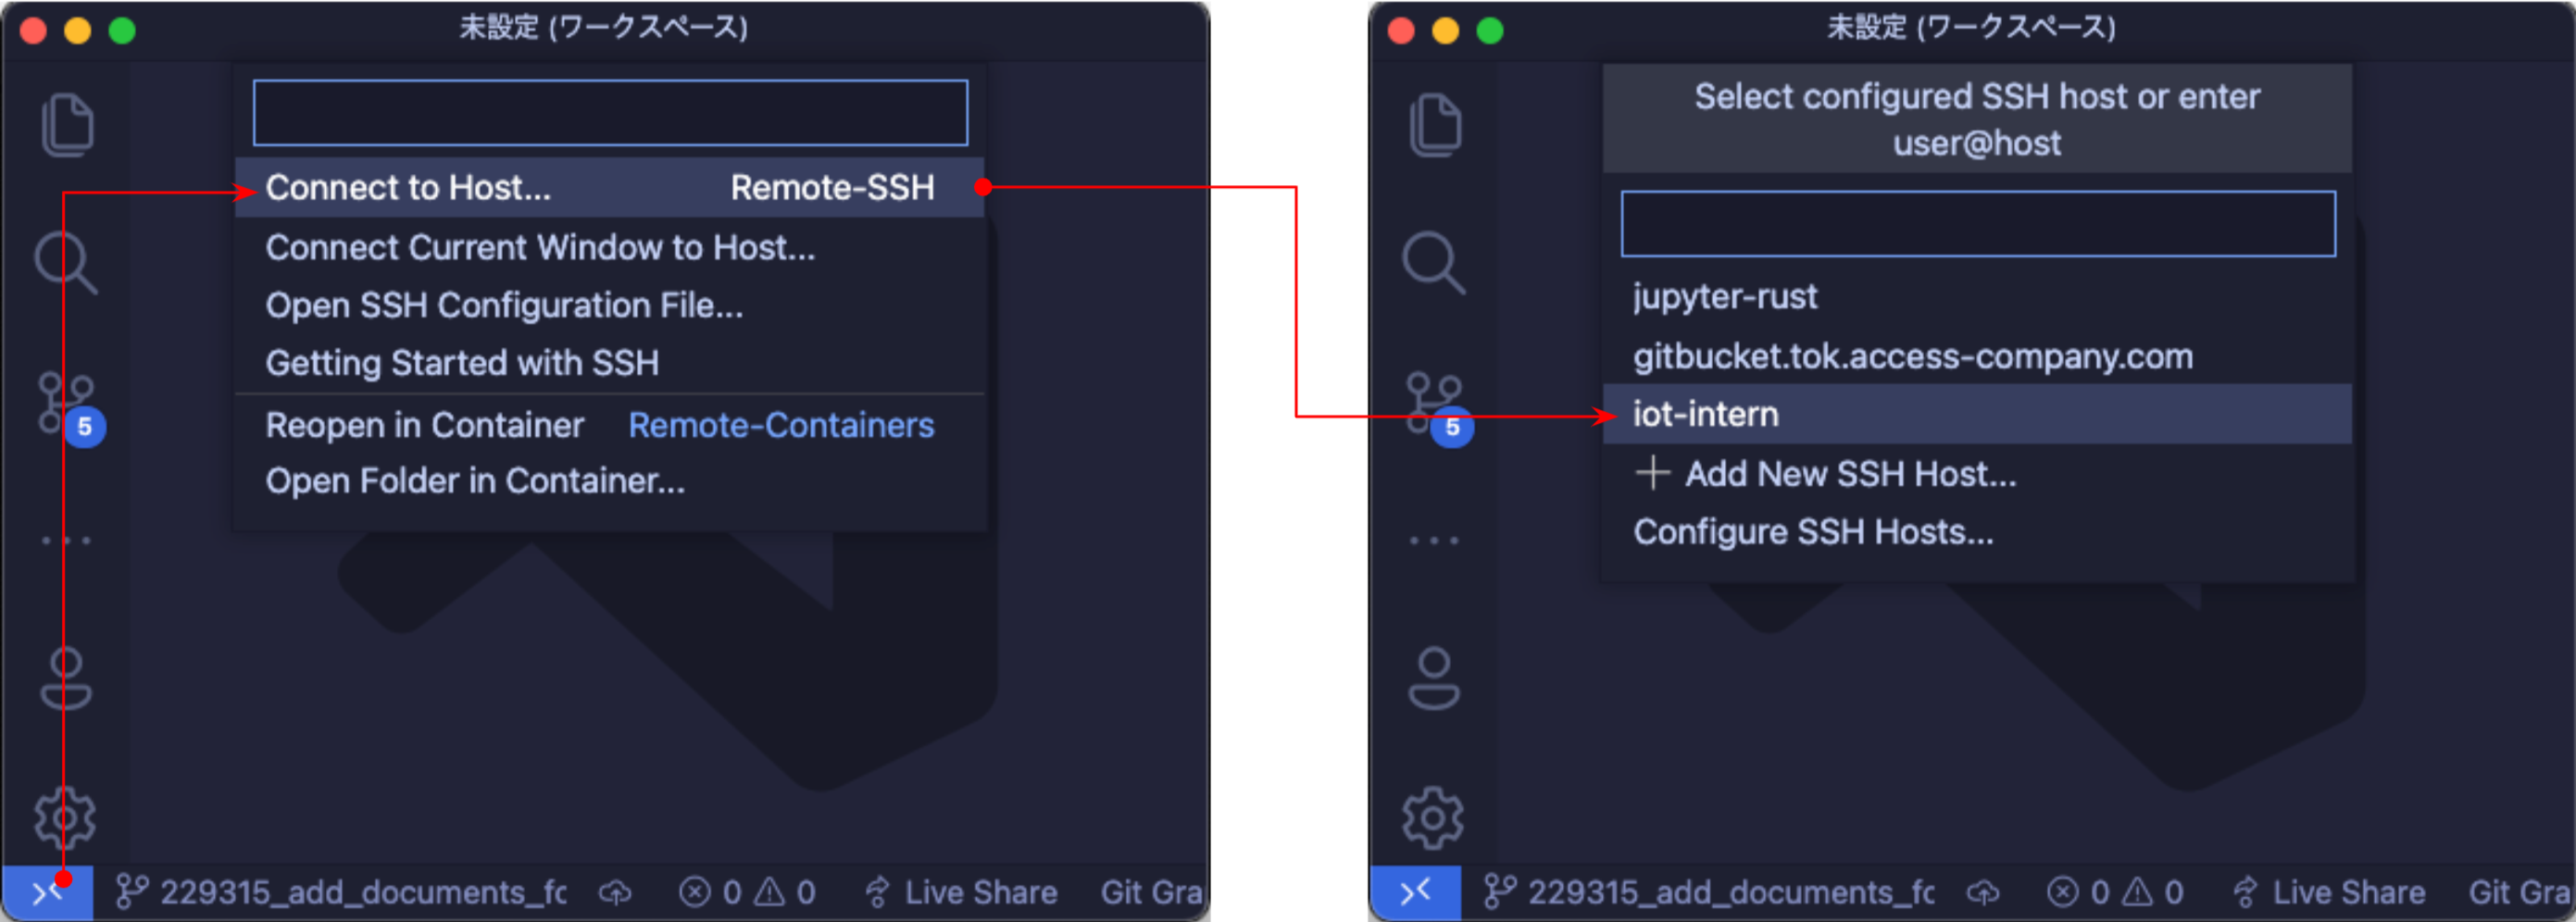 未設定 (ワークスペース)
Connect to Host... Remote-SSH
Connect Current Window to Host...
Open SSH Configuration File...
Getting Started with SSH
Reopen in Container Remote-Containers
Open Folder in Container...
5
229315_add_documents_fc 0 0 Live Share Git Gra
未設定 (ワークスペース)
Select configured SSH host or enter
user@host
jupyter-rust
gitbucket.tok.access-company.com
iot-intern
Add New SSH Host...
Configure SSH Hosts...
5
229315_add_documents_fc 0 0 Live Share Git Gra